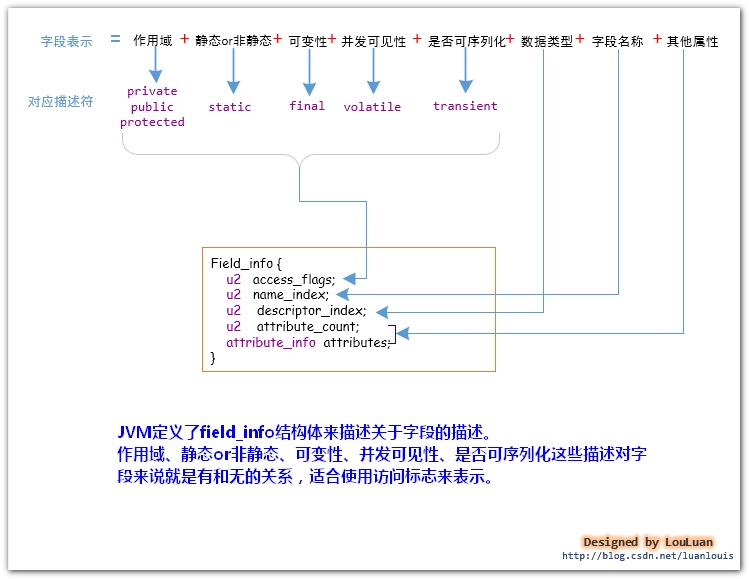 字段表示 = 作用域 + 静态or非静态 + 可变性 + 并发可见性 + 是否可序列化 + 数据类型 + 字段名称 + 其他属性
对应描述符
private
public
protected
static
final
volatile
transient
Field_info {
u2 access_flags;
u2 name_index;
u2 descriptor_index;
u2 attribute_count;
attribute_info attributes;
}
JVM定义了field_info结构体来描述关于字段的描述。
作用域、静态or非静态、可变性、并发可见性、是否可序列化这些描述对字
段来说就是有和无的关系，适合使用访问标志来表示。
Designed by LouLuan
http://blog.csdn.net/luanlouis